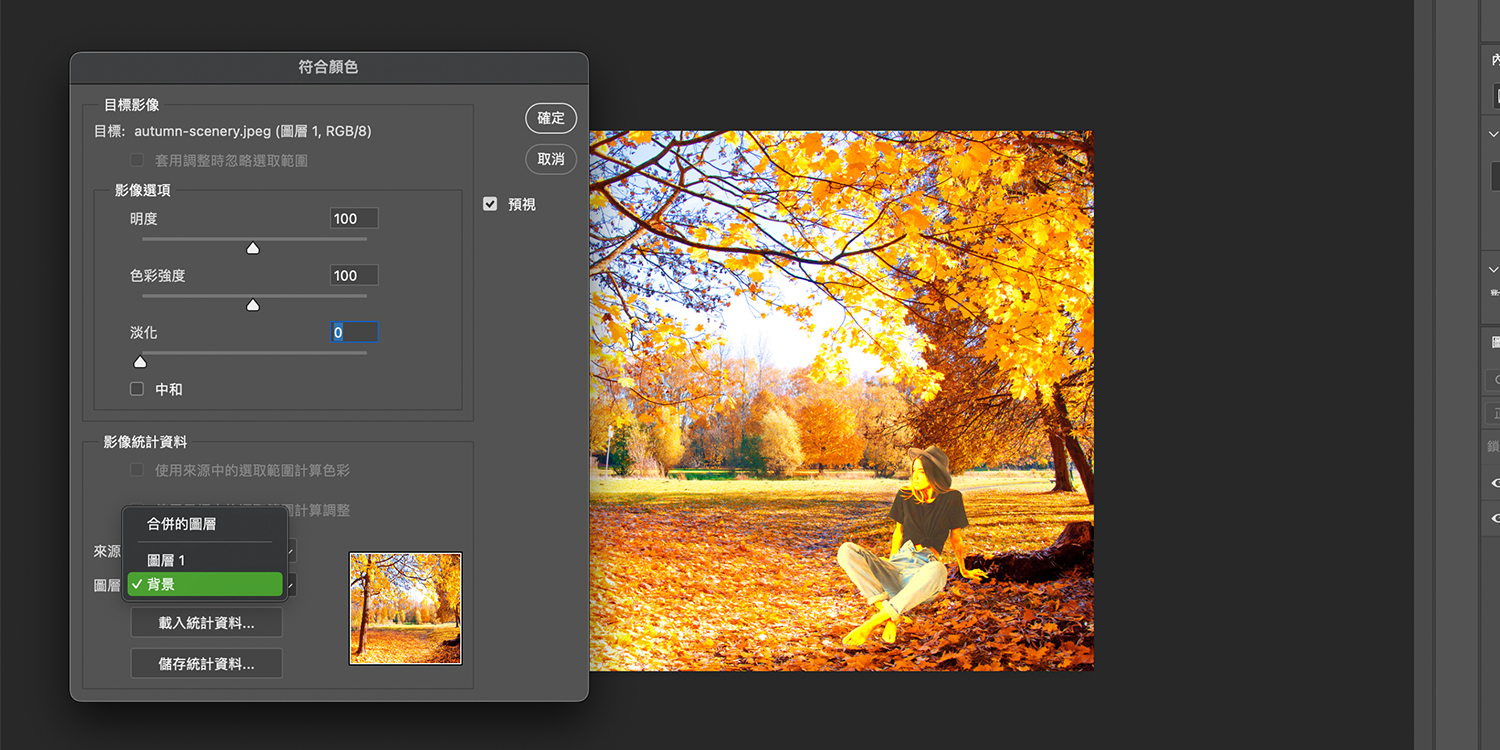 符合顏色
目標影像
目標: autumn-scenery.jpeg (圖層 1, RGB/8)
套用調整時忽略選取範圍
影像選項
明度 100
色彩強度 100
淡化 0
中和
確定
取消
預視
影像統計資料
使用來源中的選取範圍計算色彩
計算調整
合併的圖層
來源
圖層 1
圖層
背景
載入統計資料...
儲存統計資料...